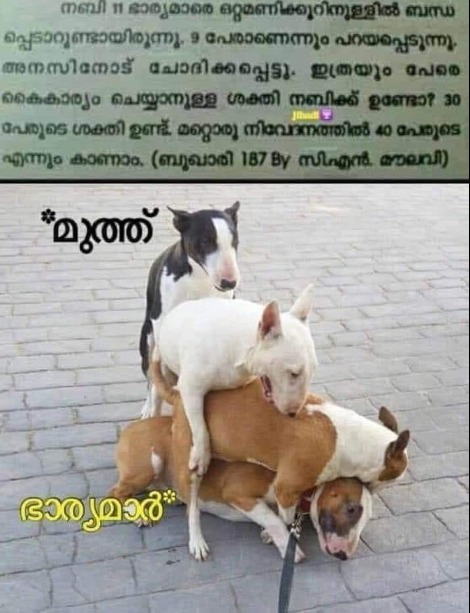 നബി 11 ഭാര്യമാരെ ഒറ്റമണിക്കൂറിനുള്ളിൽ ബന്ധ
പ്പെടാറുണ്ടായിരുന്നു. 9 പേരാണെന്നും പറയപ്പെടുന്നു.
അനസിനോട് ചോദിക്കപ്പെട്ടു. ഇത്രയും പേരെ
കൈകാര്യം ചെയ്യാനുള്ള ശക്തി നബിക്ക് ഉണ്ടോ? 30
പേരുടെ ശക്തി ഉണ്ട്. മറ്റൊരു നിവേദനത്തിൽ 40 പേരുടെ
എന്നും കാണാം. (ബുഖാരി 187 By സി.എൻ. മൗലവി)
*മുത്ത്
ഭാര്യമാർ*